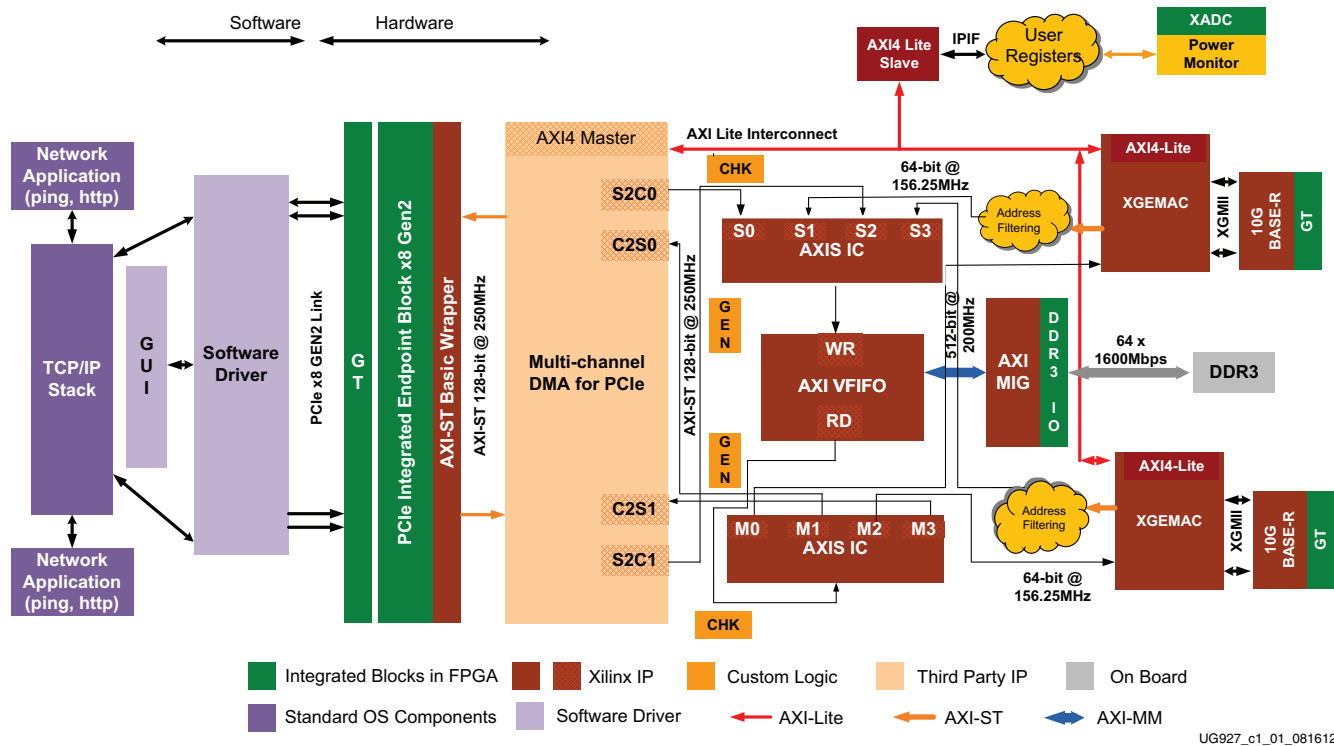 Software
Hardware
AXI4 Lite
Slave
IPIF
User
Registers
XADC
Power
Monitor
Network
Application
(ping, http)
TCP/IP
Stack
Network
Application
(ping, http)
GUI
Software
Driver
PCIe x8 GEN2 Link
GT
PCIe Integrated Endpoint Block x8 Gen2
AXI-ST Basic Wrapper
AXI-ST 128-bit @ 250MHz
AXI4 Master
S2C0
C2S0
Multi-channel
DMA for PCIe
C2S1
S2C1
AXI Lite Interconnect
CHK
64-bit @
156.25MHz
AXI-ST 128-bit @ 250MHz
S0 S1 S2 S3
AXIS IC
GEN
WR
AXI VFIFO
RD
GEN
512-bit @
200MHz
AXI
MIG
DDR3 IO
64 x
1600Mbps
DDR3
M0 M1 M2 M3
AXIS IC
CHK
Address
Filtering
AXI4-Lite
XGEMAC
XGMII
10G
BASE-R
GT
Address
Filtering
AXI4-Lite
XGEMAC
XGMII
10G
BASE-R
GT
64-bit @
156.25MHz
Integrated Blocks in FPGA
Xilinx IP
Custom Logic
Third Party IP
On Board
Standard OS Components
Software Driver
AXI-Lite
AXI-ST
AXI-MM
UG927_c1_01_081612